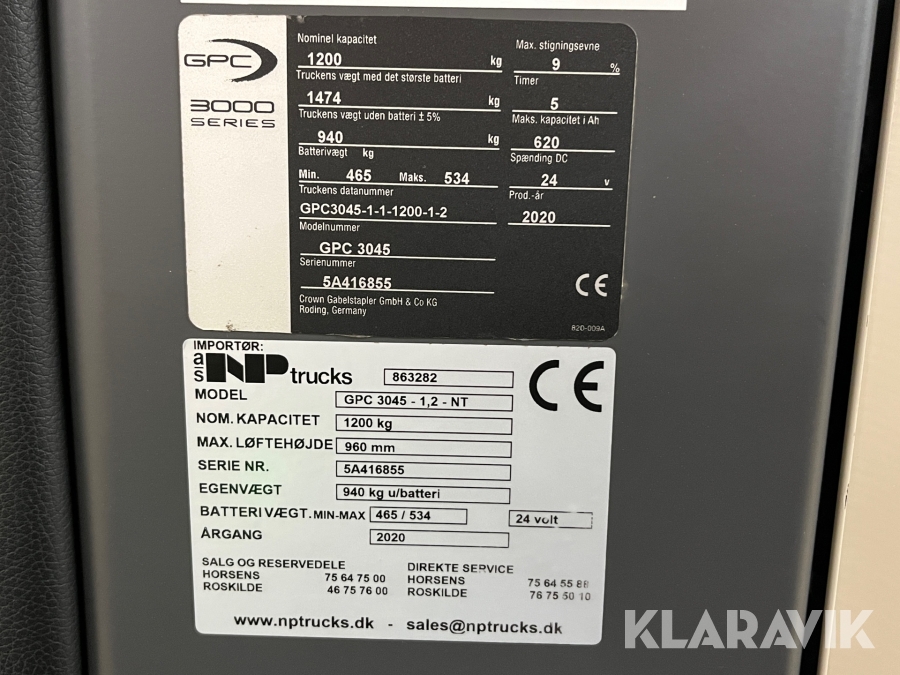 GPC
3000
SERIES
Nominel kapacitet
1200 kg
Truckens vægt med det største batteri
1474 kg
Truckens vægt uden batteri ± 5%
940 kg
Batterivægt kg
Min. 465 Maks. 534
Truckens datanummer
GPC3045-1-1-1200-1-2
Modelnummer
GPC 3045
Serienummer
5A416855
Crown Gabelstapler GmbH & Co KG
Roding, Germany
Max. stigningsevne
9 %
Timer
5
Maks. kapacitet i Ah
620
Spænding DC
24 v
Prod.-år
2020
CE
820-009A
IMPORTØR:
a/s NP trucks 863282
CE
MODEL GPC 3045 - 1,2 - NT
NOM. KAPACITET 1200 kg
MAX. LØFTEHØJDE 960 mm
SERIE NR. 5A416855
EGENVÆGT 940 kg u/batteri
BATTERIVÆGT. MIN-MAX 465 / 534 24 volt
ÅRGANG 2020
SALG OG RESERVEDELE
HORSENS 75 64 75 00
ROSKILDE 46 75 76 00
DIREKTE SERVICE
HORSENS 75 64 55 88
ROSKILDE 76 75 50 10
www.nptrucks.dk - sales@nptrucks.dk
KLARAVIK